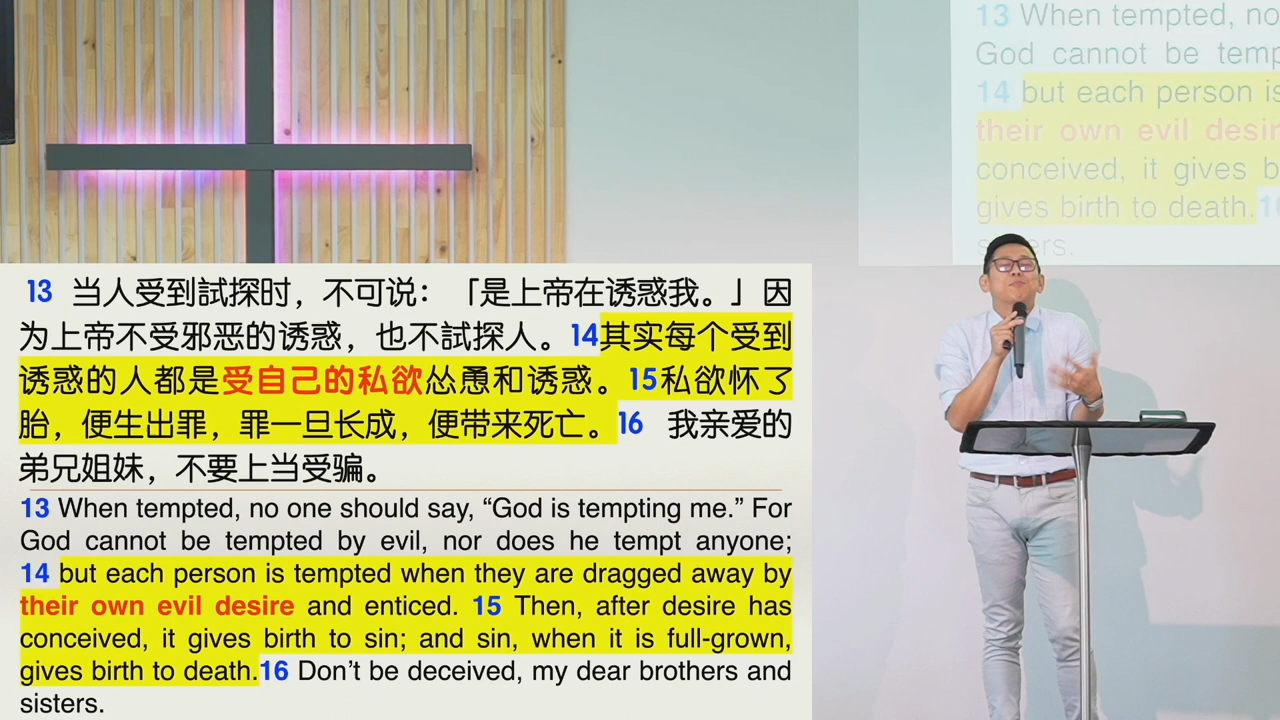 13 当人受到試探时，不可说：「是上帝在诱惑我。」因
为上帝不受邪恶的诱惑，也不試探人。14其实每个受到
诱惑的人都是受自己的私欲怂恿和诱惑。15私欲怀了
胎，便生出罪，罪一旦长成，便带来死亡。16 我亲爱的
弟兄姐妹，不要上当受骗。
13 When tempted, no one should say, “God is tempting me.” For
God cannot be tempted by evil, nor does he tempt anyone;
14 but each person is tempted when they are dragged away by
their own evil desire and enticed. 15 Then, after desire has
conceived, it gives birth to sin; and sin, when it is full-grown,
gives birth to death.16 Don’t be deceived, my dear brothers and
sisters.
13 When tempted, no
God cannot be temp
14 but each person is
their own evil desir
conceived, it gives b
gives birth to death.